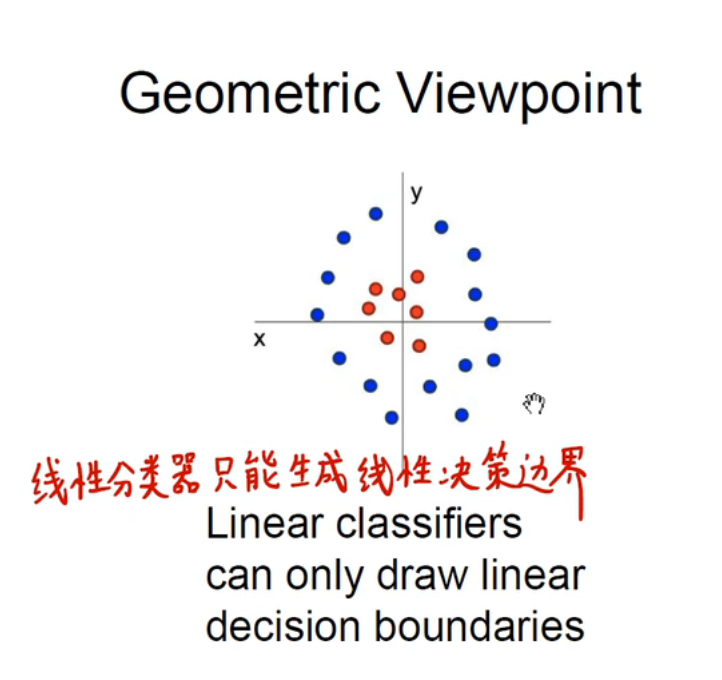 Geometric Viewpoint
y
x
线性分类器只能生成线性决策边界
Linear classifiers
can only draw linear
decision boundaries